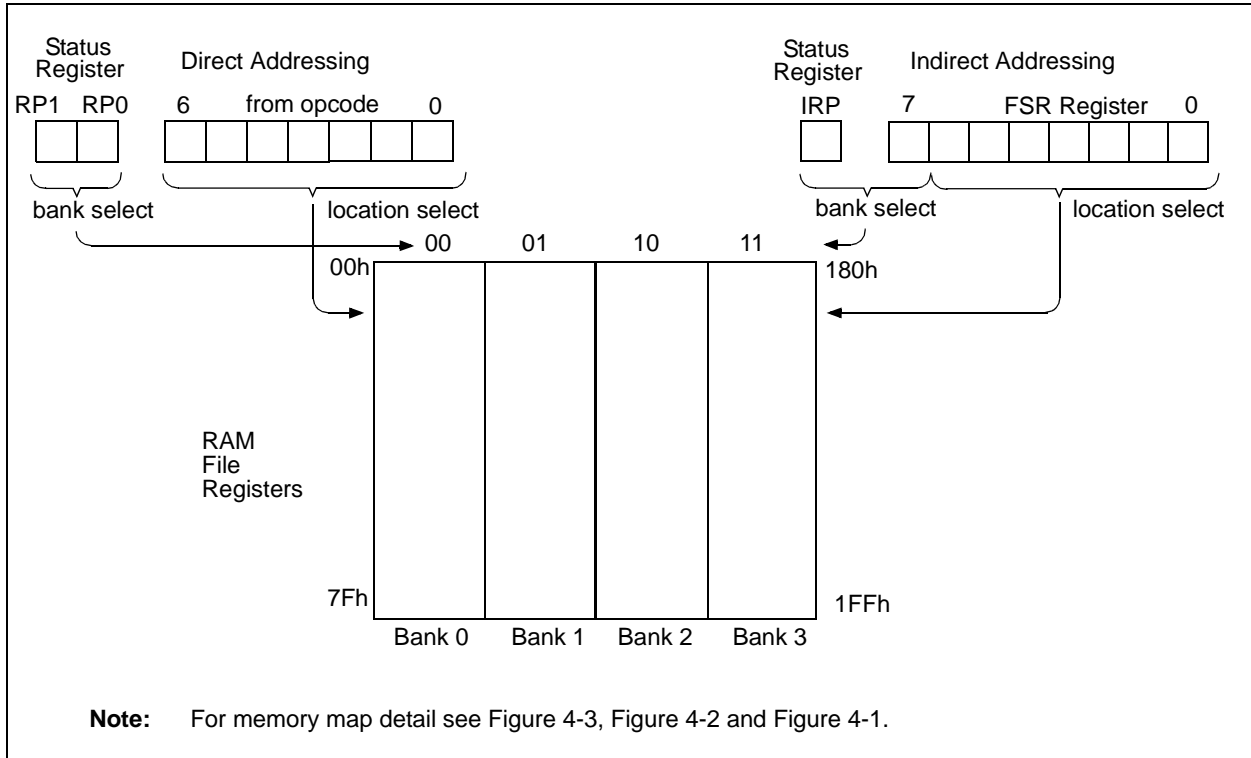 Status
Register
Direct Addressing
RP1 RP0
6 from opcode 0
bank select
location select
Status
Register
Indirect Addressing
IRP
7 FSR Register 0
bank select
location select
00 01 10 11
00h
180h
RAM
File
Registers
7Fh
1FFh
Bank 0 Bank 1 Bank 2 Bank 3
Note: For memory map detail see Figure 4-3, Figure 4-2 and Figure 4-1.